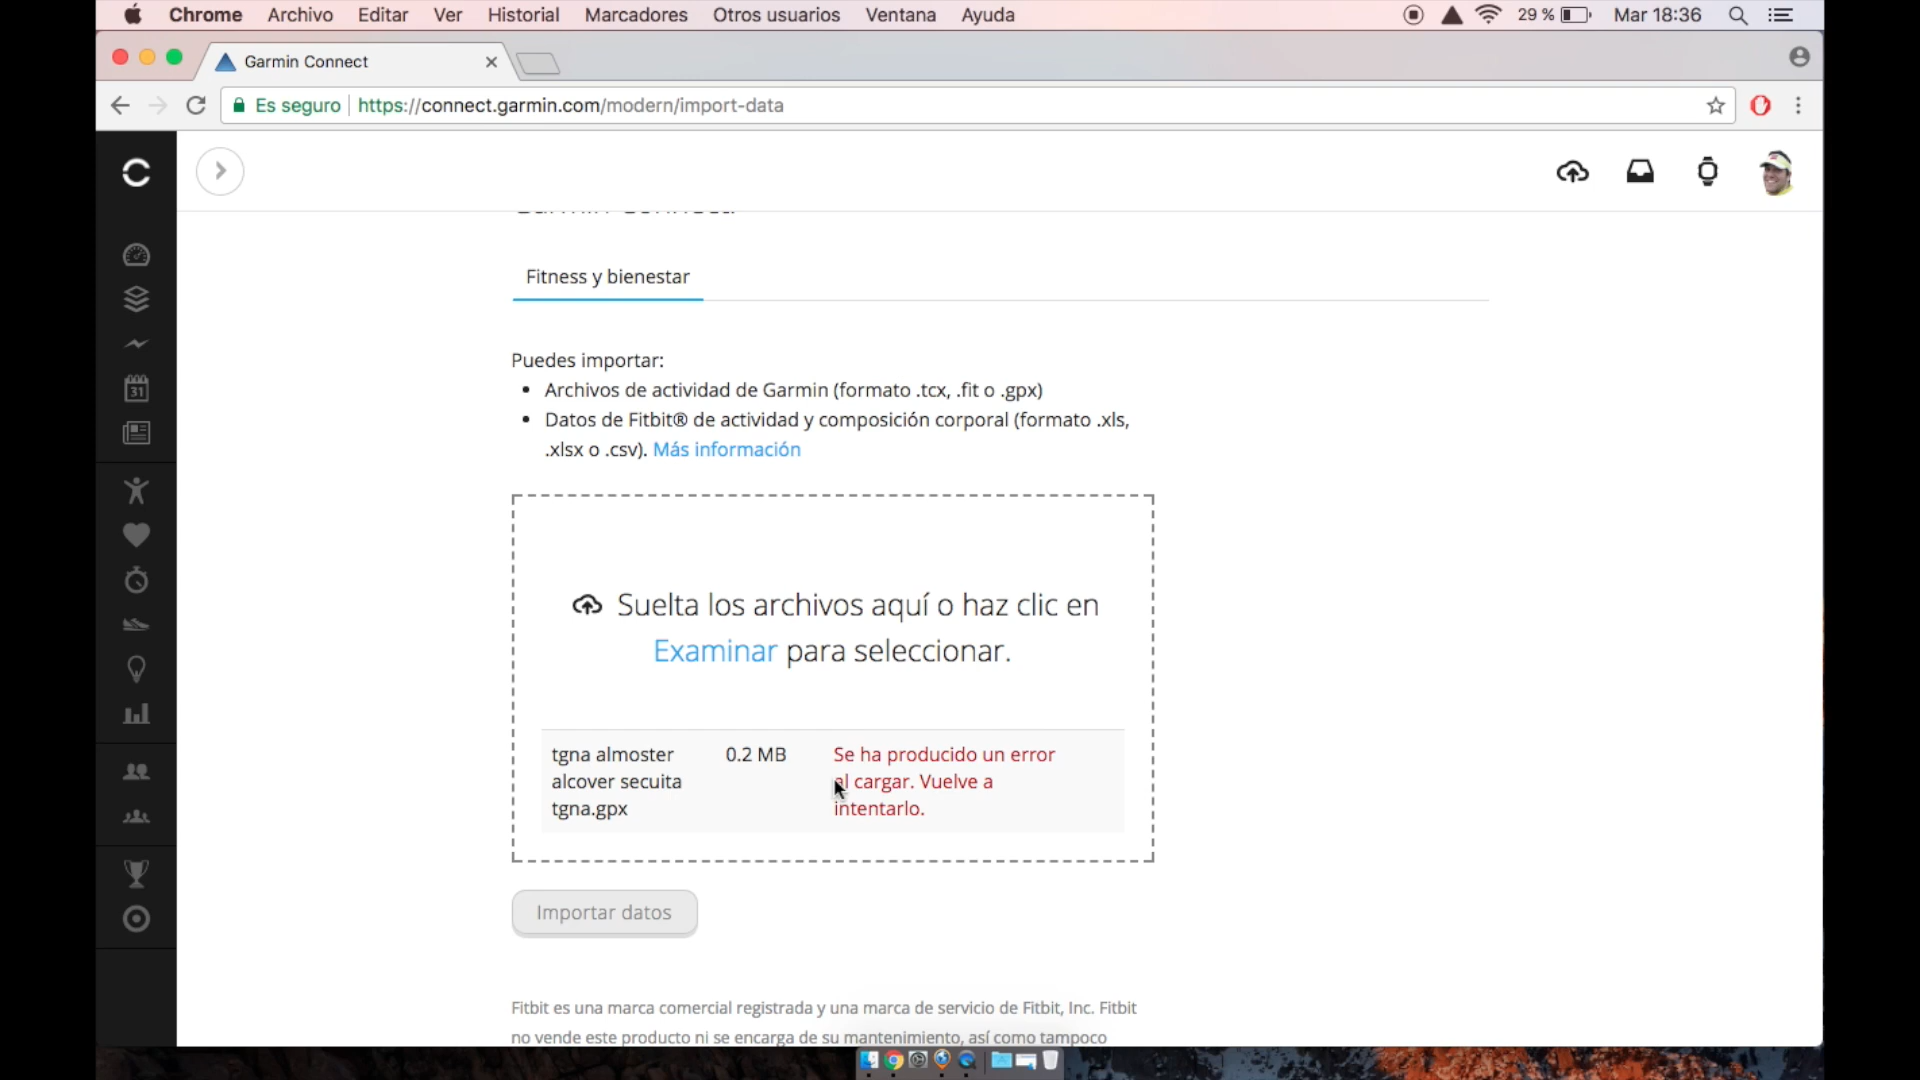 Chrome Archivo Editar Ver Historial Marcadores Otros usuarios Ventana Ayuda 29 % Mar 18:36
Garmin Connect
Es seguro https://connect.garmin.com/modern/import-data
Fitness y bienestar
Puedes importar:
• Archivos de actividad de Garmin (formato .tcx, .fit o .gpx)
• Datos de Fitbit® de actividad y composición corporal (formato .xls,
.xlsx o .csv). Más información
31
Suelta los archivos aquí o haz clic en
Examinar para seleccionar.
tgna almoster 0.2 MB Se ha producido un error
alcover secuita al cargar. Vuelve a
tgna.gpx intentarlo.
Importar datos
Fitbit es una marca comercial registrada y una marca de servicio de Fitbit, Inc. Fitbit
no vende este producto ni se encarga de su mantenimiento, así como tampoco